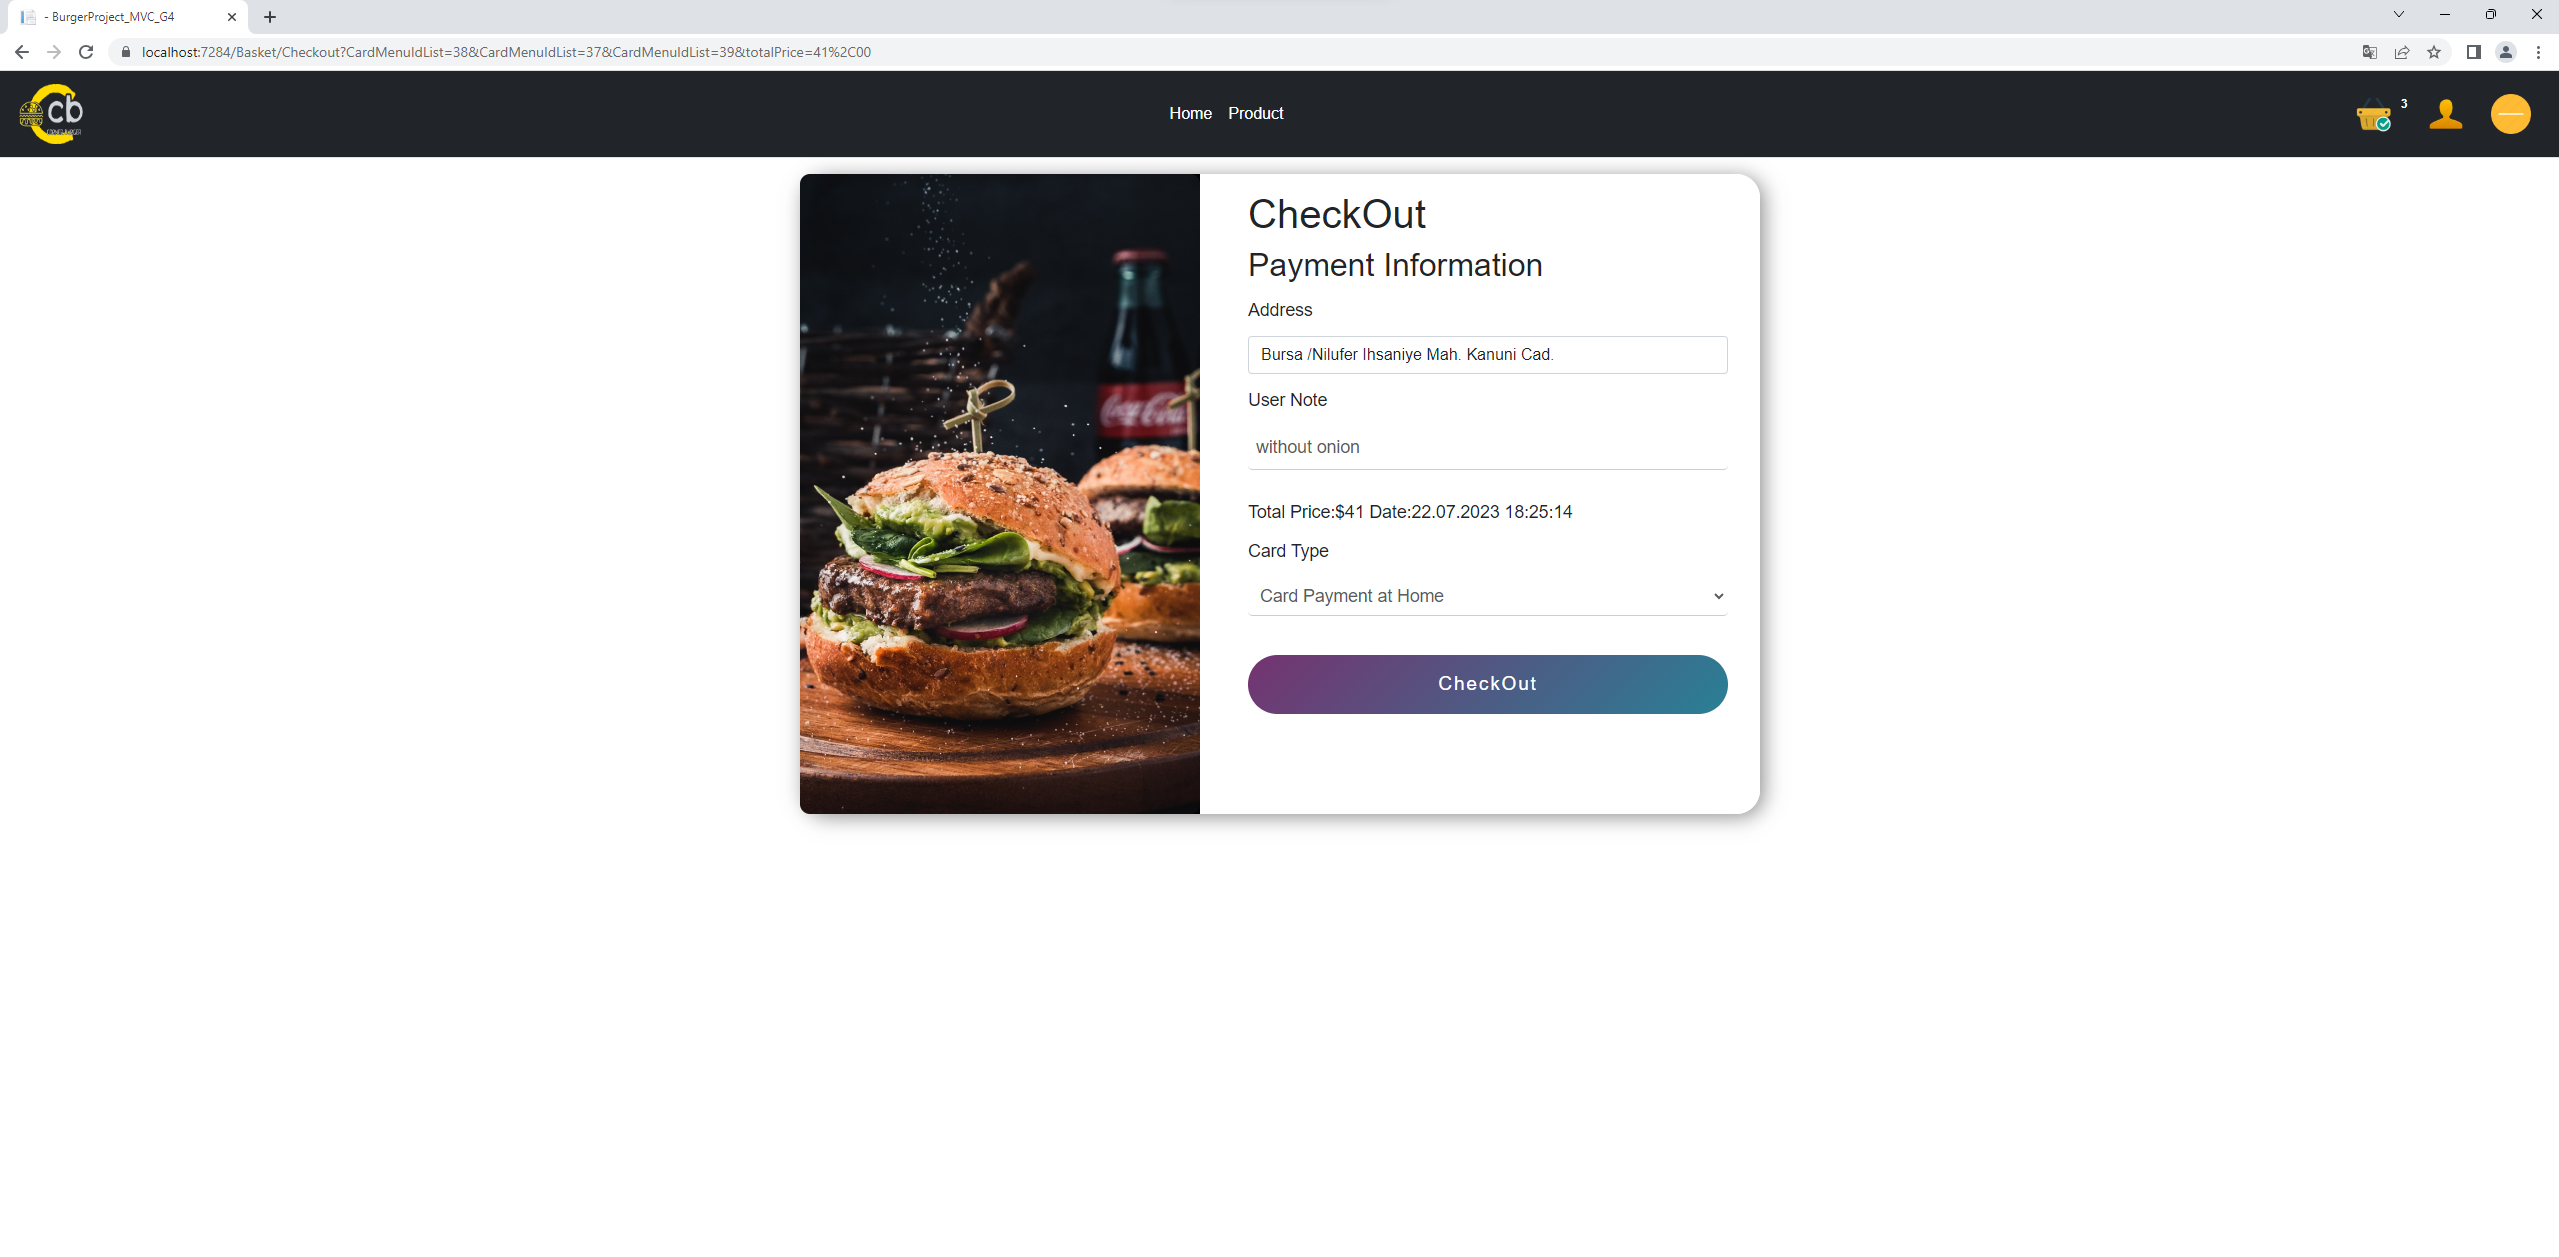 - BurgerProject_MVC_G4
localhost:7284/Basket/Checkout?CardMenuIdList=38&CardMenuIdList=37&CardMenuIdList=39&totalPrice=41%2C00
cb
Home Product
3
CheckOut
Payment Information
Address
Bursa /Nilufer Ihsaniye Mah. Kanuni Cad.
User Note
without onion
Total Price:$41 Date:22.07.2023 18:25:14
Card Type
Card Payment at Home
CheckOut
Coca-Cola